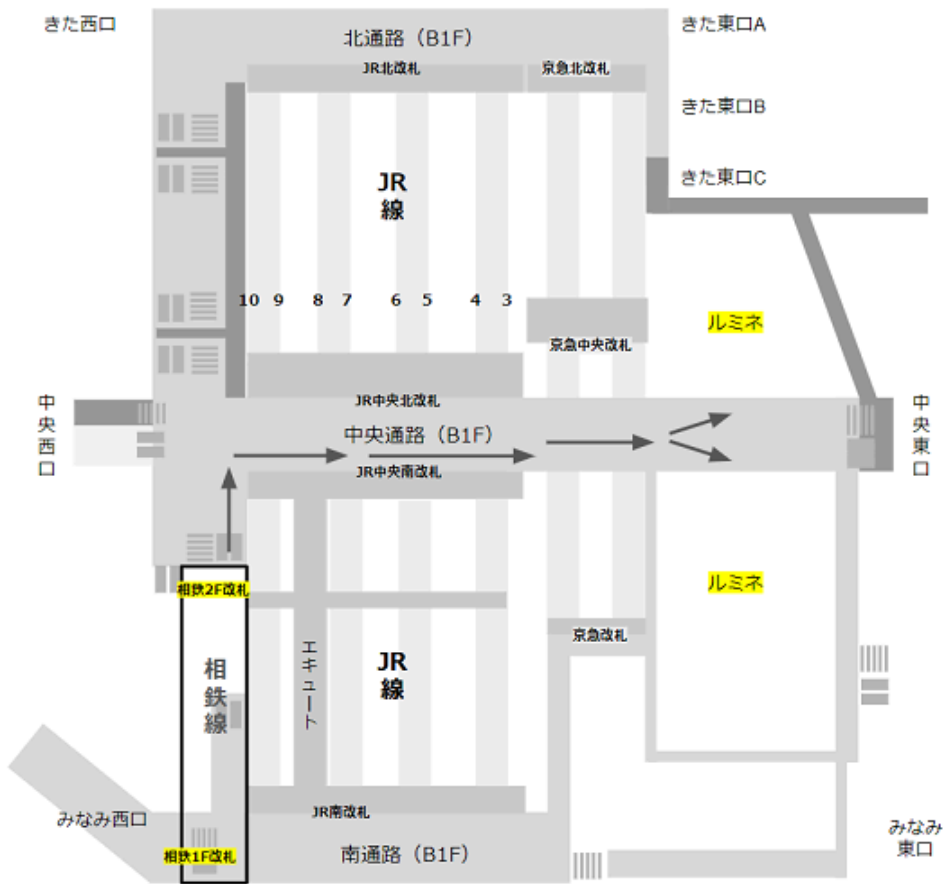 きた西口
きた東口A
北通路（B1F）
JR北改札
京急北改札
きた東口B
きた東口C
JR
線
10
9
8
7
6
5
4
3
ルミネ
京急中央改札
JR中央北改札
中央西口
中央通路（B1F）
中央東口
JR中央南改札
相鉄2F改札
ルミネ
京急改札
エキュート
JR
線
相鉄線
JR南改札
みなみ西口
みなみ
東口
相鉄1F改札
南通路（B1F）